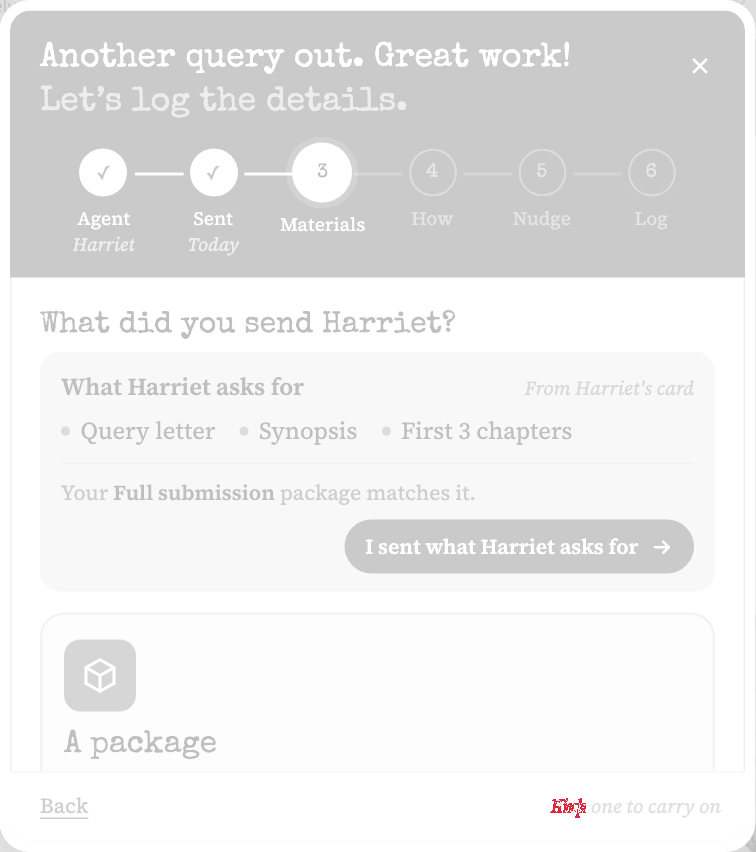 Another query out. Great work!
Let's log the details.
✓ ✓ 3 4 5 6
Agent Sent Materials How Nudge Log
Harriet Today
What did you send Harriet?
What Harriet asks for From Harriet's card
• Query letter • Synopsis • First 3 chapters
Your Full submission package matches it.
I sent what Harriet asks for →
A package
Back one to carry on